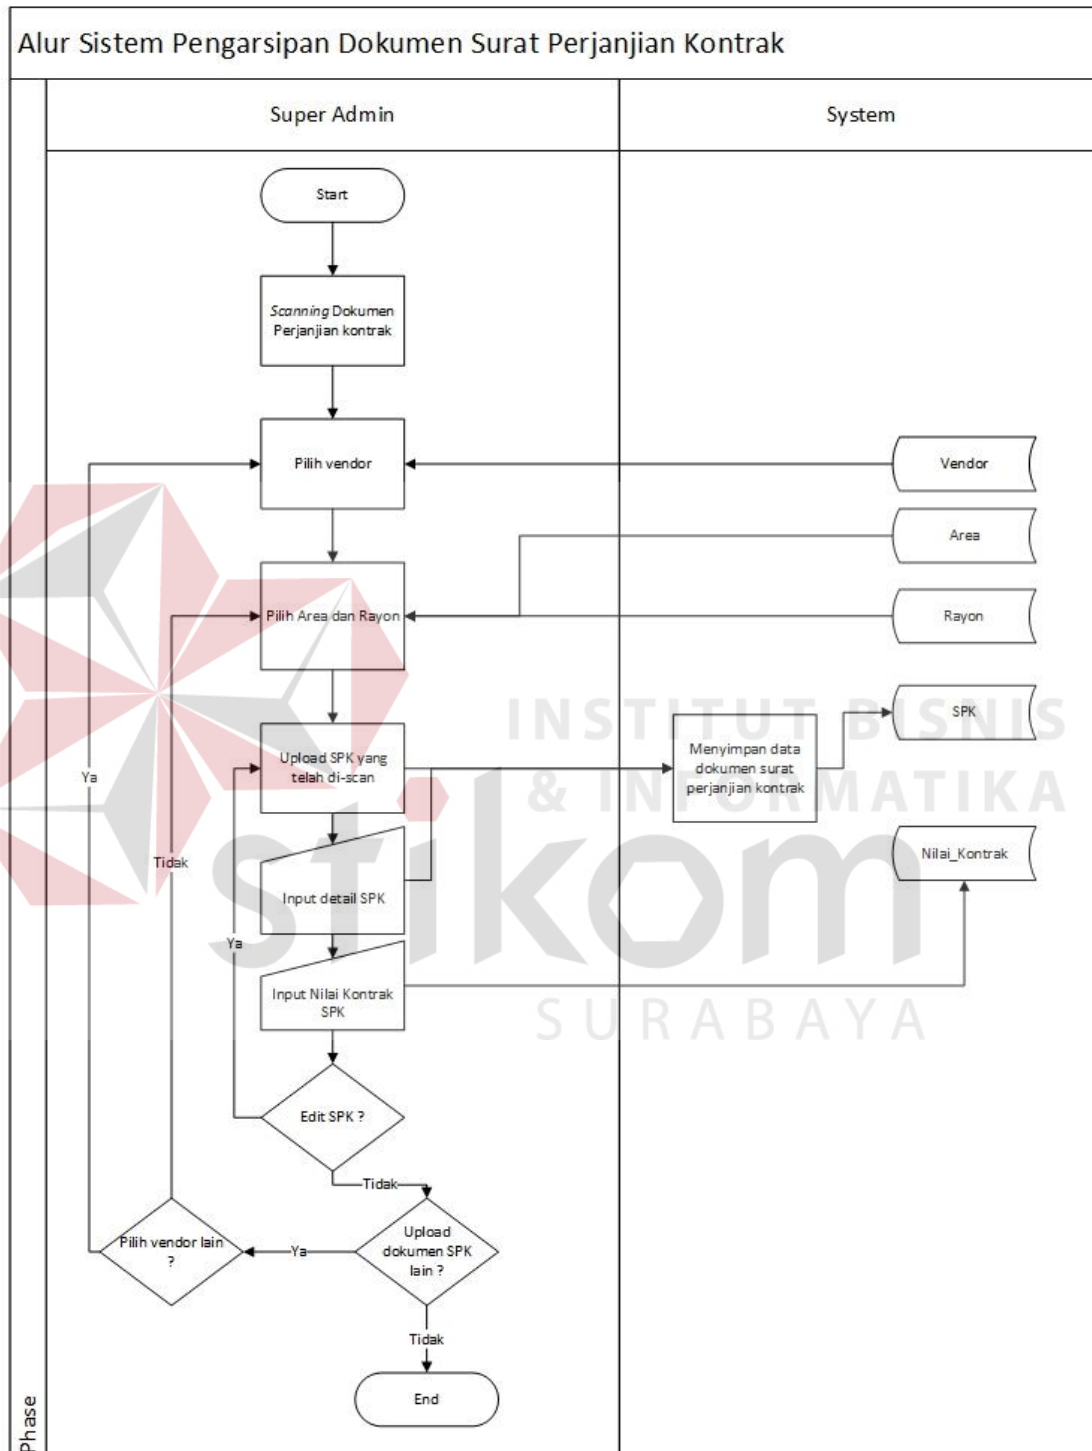 Alur Sistem Pengarsipan Dokumen Surat Perjanjian Kontrak
Super Admin
System
Start
Scanning Dokumen
Perjanjian kontrak
Pilih vendor
Vendor
Area
Pilih Area dan Rayon
Rayon
SPK
Upload SPK yang
telah di-scan
Menyimpan data
dokumen surat
perjanjian kontrak
Ya
Tidak
Nilai_Kontrak
Input detail SPK
Ya
Input Nilai Kontrak
SPK
Edit SPK ?
Tidak
Pilih vendor lain
?
Ya
Upload
dokumen SPK
lain ?
Tidak
End
Phase
INSTITUT BISNIS
& INFORMATIKA
stikom
SURABAYA